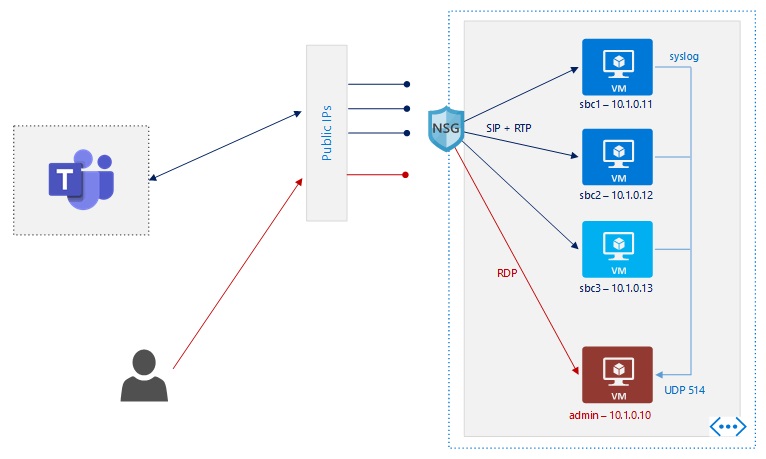 syslog
VM
sbc1 – 10.1.0.11
Public IPs
NSG
SIP + RTP
VM
sbc2 – 10.1.0.12
T
VM
sbc3 – 10.1.0.13
RDP
VM
UDP 514
admin – 10.1.0.10